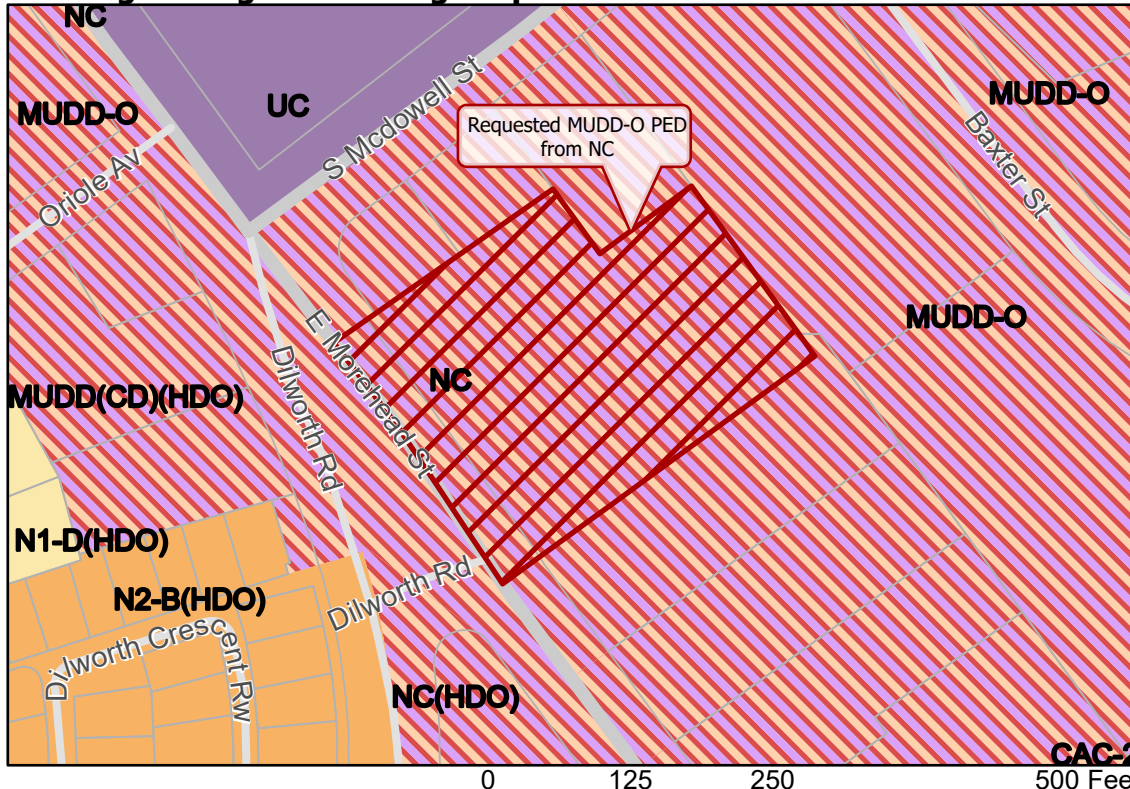 NC
UC
MUDD-O
S Mcdowell St
Oriole Av
Requested MUDD-O PED
from NC
MUDD-O
Baxter St
MUDD-O
E Morehead St
NC
Dilworth Rd
MUDD(CD)(HDO)
N1-D(HDO)
N2-B(HDO)
Dilworth Rd
Dilworth Crescent Rw
NC(HDO)
CAC-2
0 125 250 500 Fee